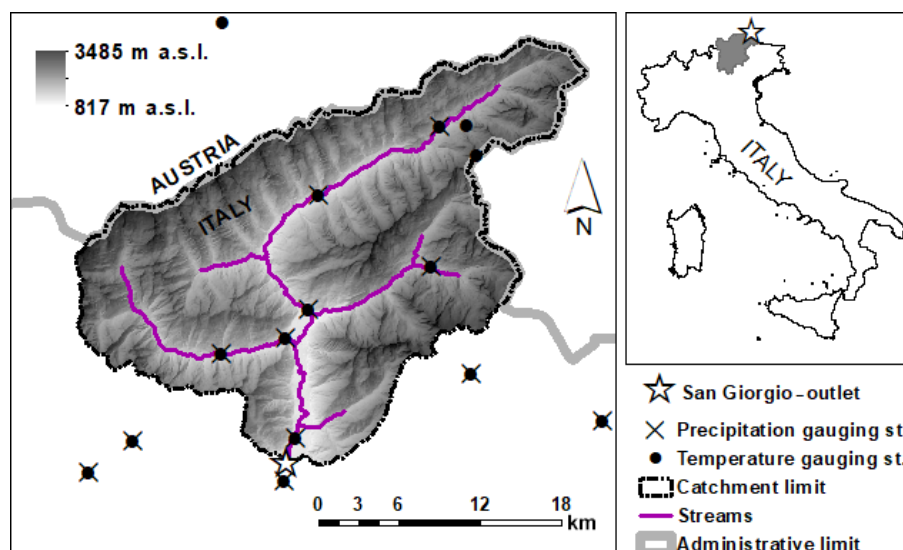 3485 m a.s.l.
817 m a.s.l.
AUSTRIA
ITALY
N
0 3 6 12 18
km
ITALY
San Giorgio-outlet
Precipitation gauging st.
Temperature gauging st.
Catchment limit
Streams
Administrative limit